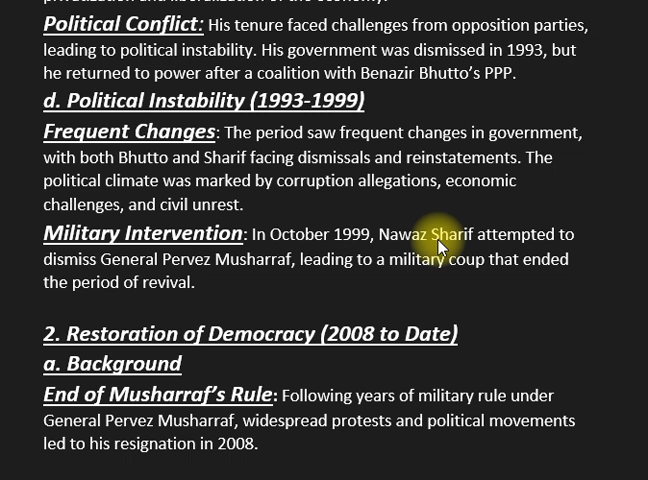 privatization and liberalization of the economy.
Political Conflict: His tenure faced challenges from opposition parties,
leading to political instability. His government was dismissed in 1993, but
he returned to power after a coalition with Benazir Bhutto’s PPP.
d. Political Instability (1993-1999)
Frequent Changes: The period saw frequent changes in government,
with both Bhutto and Sharif facing dismissals and reinstatements. The
political climate was marked by corruption allegations, economic
challenges, and civil unrest.
Military Intervention: In October 1999, Nawaz Sharif attempted to
dismiss General Pervez Musharraf, leading to a military coup that ended
the period of revival.
2. Restoration of Democracy (2008 to Date)
a. Background
End of Musharraf’s Rule: Following years of military rule under
General Pervez Musharraf, widespread protests and political movements
led to his resignation in 2008.